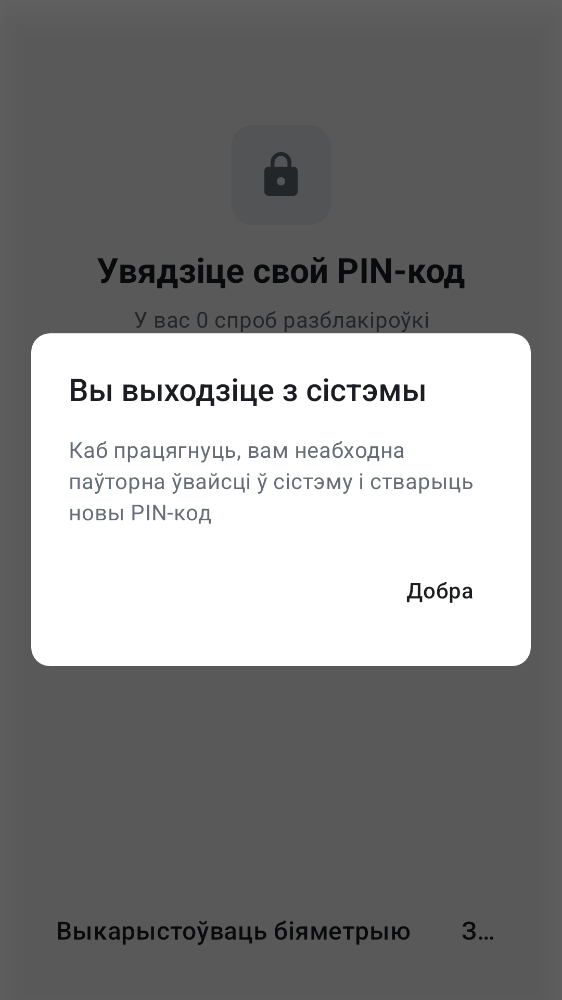 Увядзіце свой PIN-код
У вас 0 спроб разблакіроўкі
Вы выходзіце з сістэмы
Каб працягнуць, вам неабходна
паўторна ўвайсці ў сістэму і стварыць
новы PIN-код
Добра
Выкарыстоўваць біяметрыю
З...